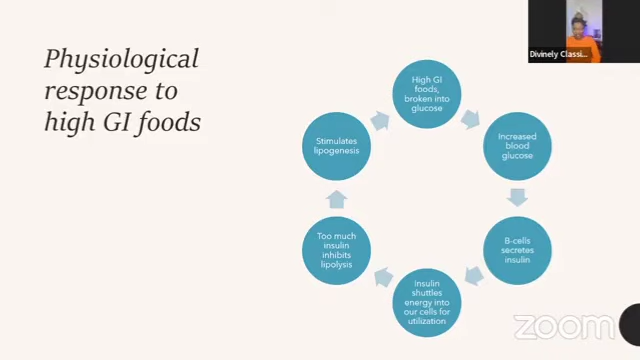 Physiological
response to
high GI foods
High GI
foods,
broken into
glucose
Increased
blood
glucose
B-cells
secretes
insulin
Insulin
shuttles
energy into
our cells for
utilization
Too much
insulin
inhibits
lipolysis
Stimulates
lipogenesis
Divinely Classi...
zoom